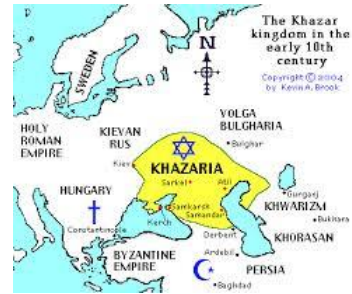 The Khazar
kingdom in the
early 10th
century
Copyright © 2004
by Kevin A. Brook
N
SWEDEN
HOLY
ROMAN
EMPIRE
KIEVAN
RUS
VOLGA
BULGHARIA
Bulghar
Kiev
KHAZARIA
Sarkel
Atil
HUNGARY
Gurganj
KHWARIZM
Samkarsh
Samandar
Bukhara
Kerch
Constantinople
Derbent
KHORASAN
BYZANTINE
EMPIRE
Ardebil
PERSIA
Baghdad